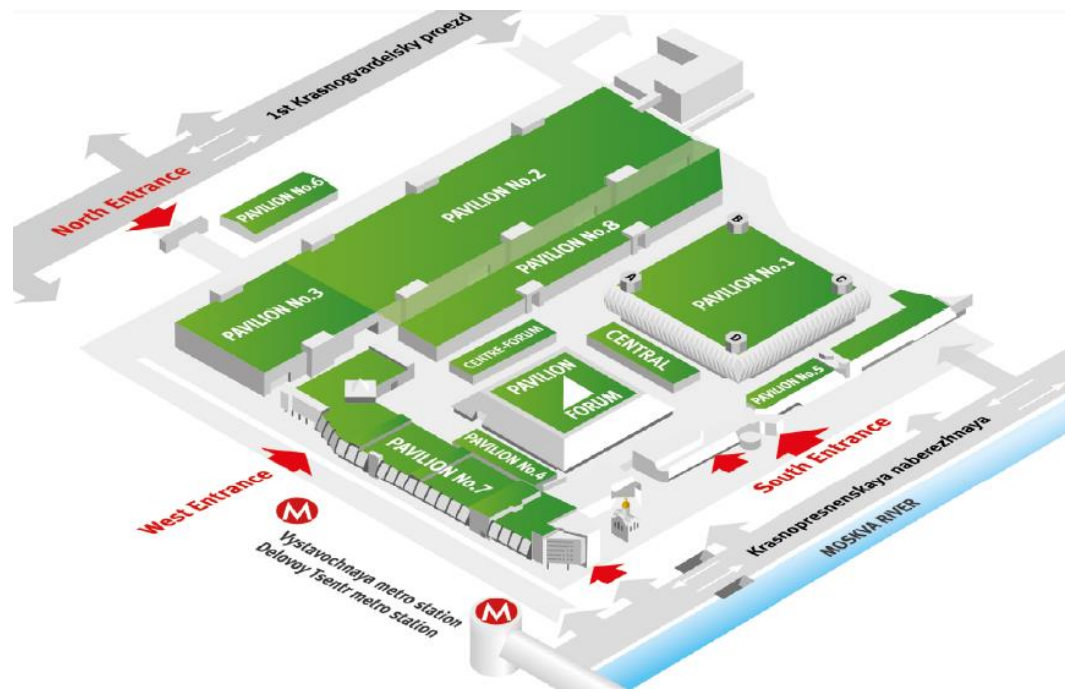 1st Krasnogvardeisky proezd
North Entrance
PAVILION No.6
PAVILION No.2
PAVILION No.8
PAVILION No.3
B
A
C
D
PAVILION No.1
CENTRE-FORUM
CENTRAL
PAVILION
FORUM
PAVILION No.5
PAVILION No.4
PAVILION No.7
West Entrance
South Entrance
M
Vystavochnaya metro station
Delovoy Tsentr metro station
M
Krasnopresnenskaya naberezhnaya
MOSKVA RIVER